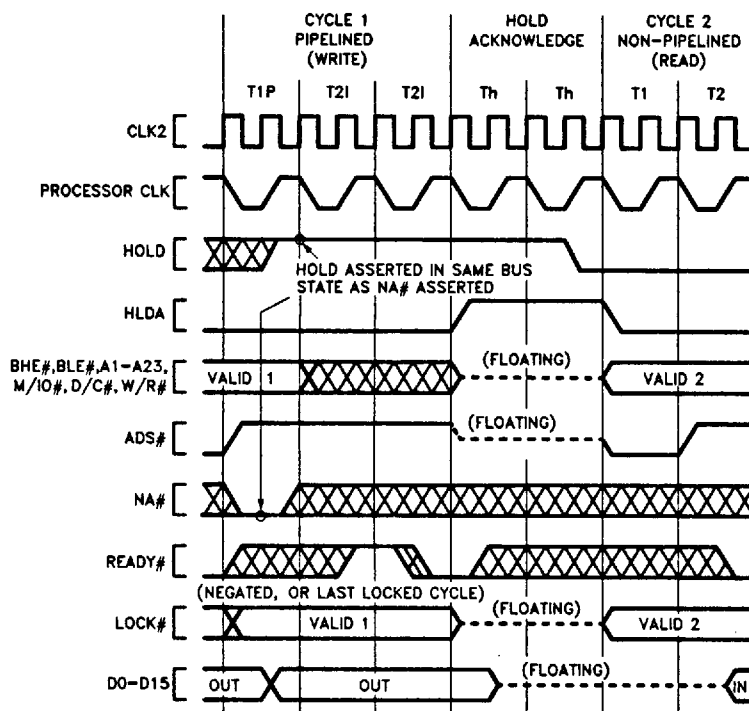 CYCLE 1
PIPELINED
(WRITE)
HOLD
ACKNOWLEDGE
CYCLE 2
NON-PIPELINED
(READ)
T1P
T2I
T2I
Th
Th
T1
T2
CLK2
PROCESSOR CLK
HOLD
HOLD ASSERTED IN SAME BUS
STATE AS NA# ASSERTED
HLDA
BHE#,BLE#,A1-A23,
M/IO#,D/C#,W/R#
VALID 1
(FLOATING)
VALID 2
ADS#
(FLOATING)
NA#
READY#
(NEGATED, OR LAST LOCKED CYCLE)
LOCK#
VALID 1
(FLOATING)
VALID 2
D0-D15
OUT
OUT
(FLOATING)
IN